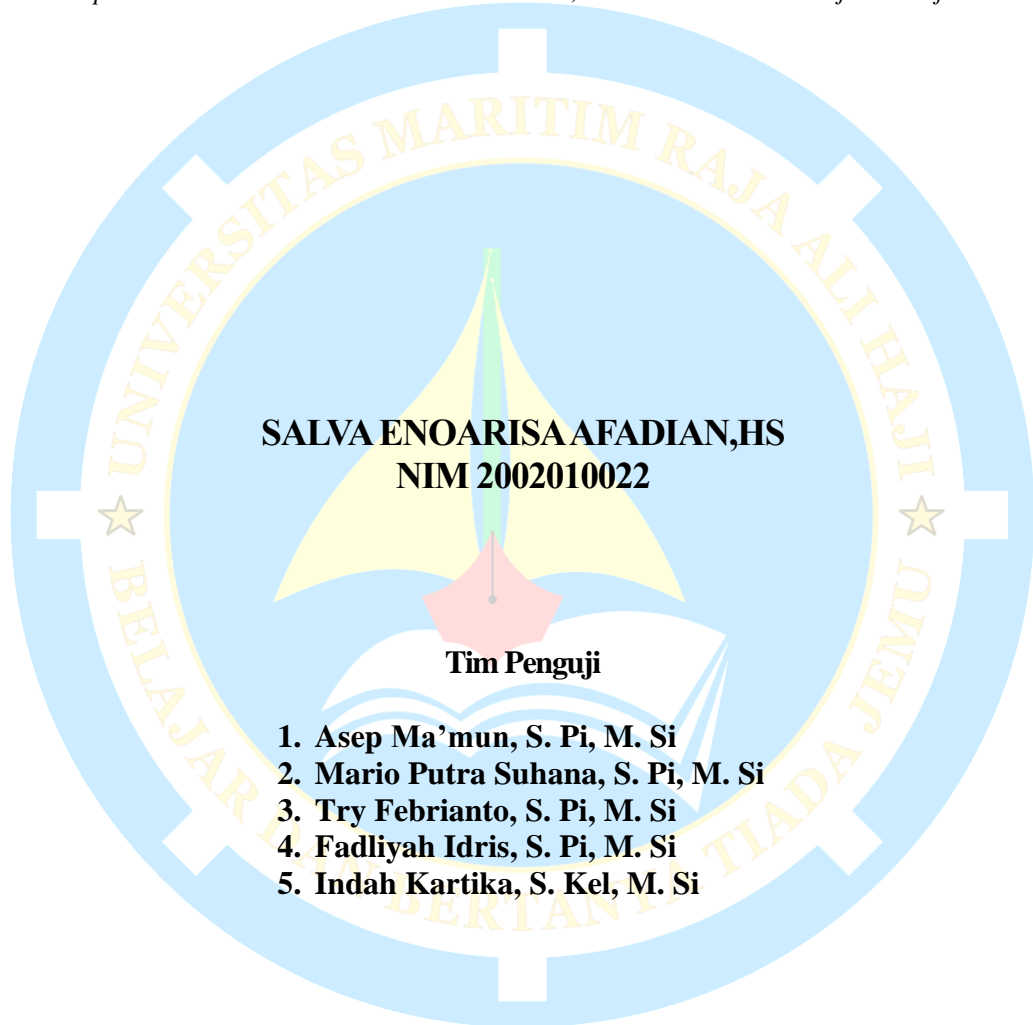 UNIVERSITAS MARITIM RAJA ALI HAJI
SALVA ENOARISA AFADIAN,HS
NIM 2002010022
Tim Penguji
1. Asep Ma’mun, S. Pi, M. Si
2. Mario Putra Suhana, S. Pi, M. Si
3. Try Febrianto, S. Pi, M. Si
4. Fadliyah Idris, S. Pi, M. Si
5. Indah Kartika, S. Kel, M. Si
BELAJAR DAN BERTANYA TIADA JEMU